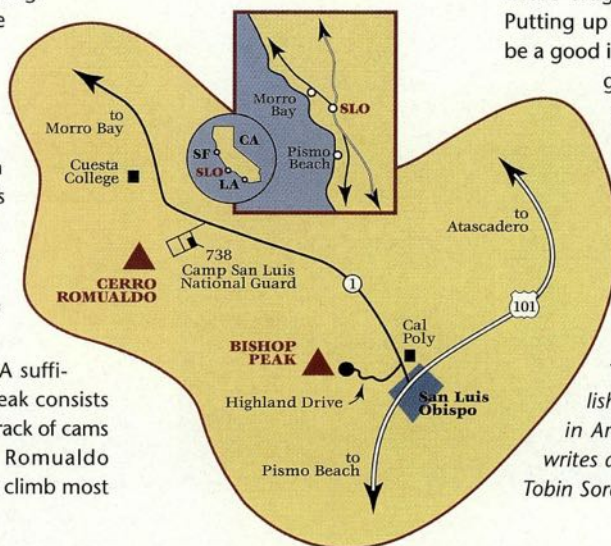 Putting up
be a good i
to
Morro Bay
Cuesta
College
Morro
Bay
SLO
Pismo
Beach
CA
SF
SLO
LA
to
Atascadero
738
Camp San Luis
National Guard
CERRO
ROMUALDO
1
101
BISHOP
PEAK
Cal
Poly
Highland Drive
San Luis
Obispo
to
Pismo Beach
A suffi-
eak consists
rack of cams
Romualdo
climb most
lish
in Ar
writes a
Tobin Sor